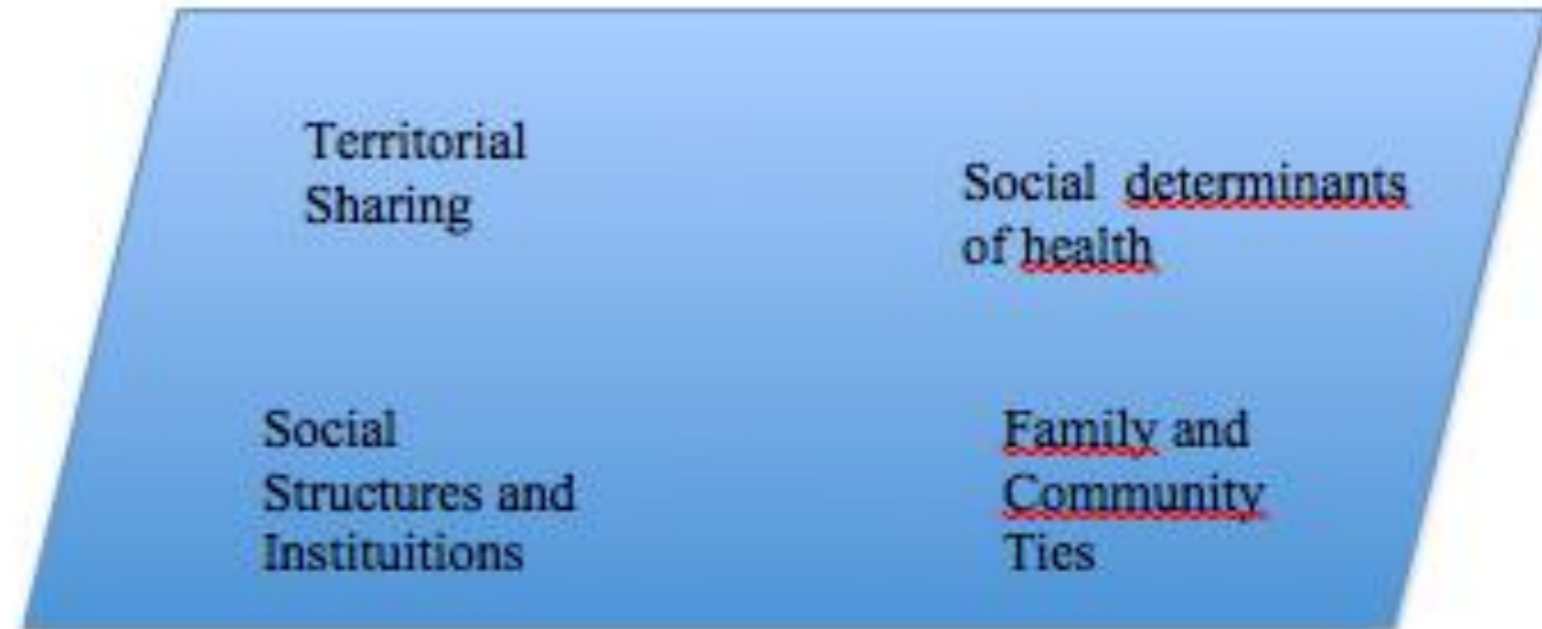 Territorial
Sharing
Social determinants
of health
Social
Structures and
Instituitions
Family and
Community
Ties